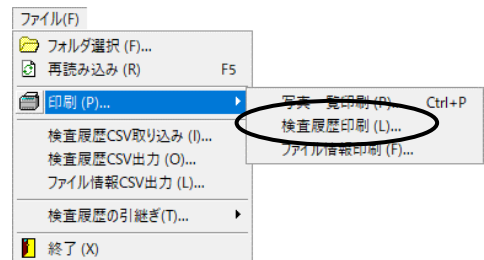 ファイル(F)
フォルダ選択 (F)...
再読み込み (R) F5
印刷 (P)...
写真一覧印刷 (P)... Ctrl+P
検査履歴印刷 (L)...
ファイル情報印刷 (F)...
検査履歴CSV取り込み (I)...
検査履歴CSV出力 (O)...
ファイル情報CSV出力 (L)...
検査履歴の引継ぎ(T)...
終了 (X)